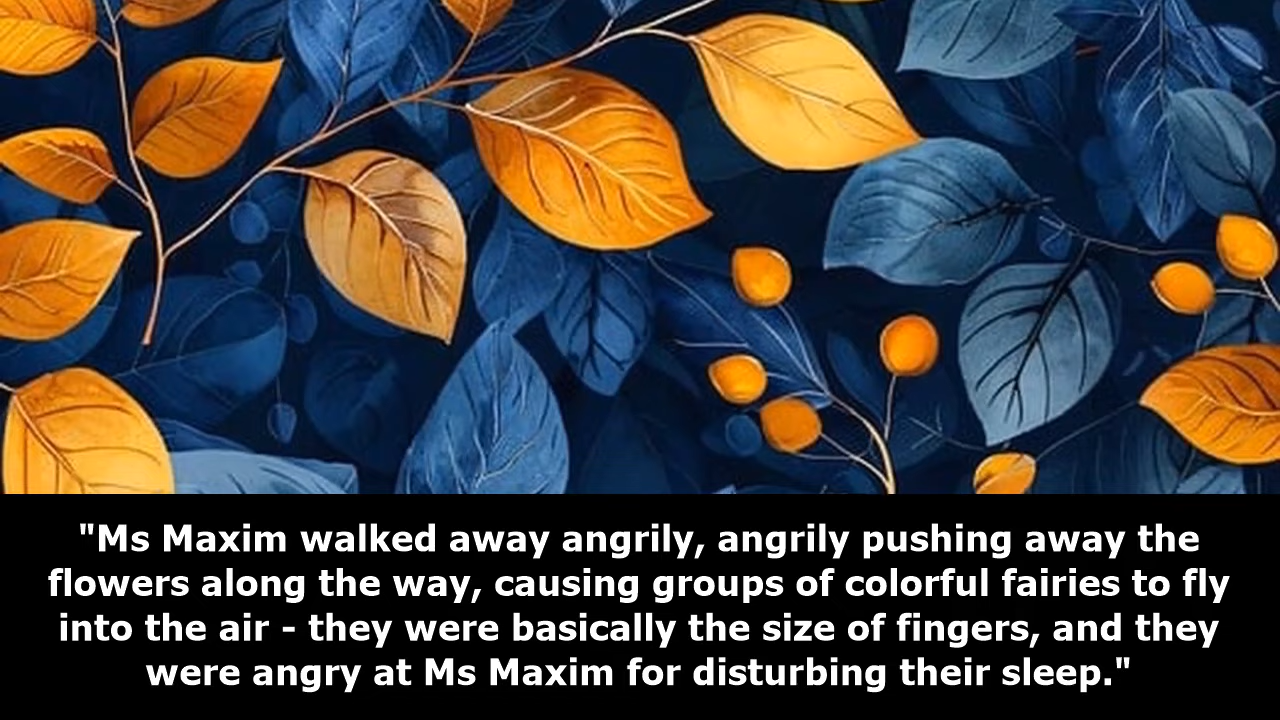 "Ms Maxim walked away angrily, angrily pushing away the
flowers along the way, causing groups of colorful fairies to fly
into the air - they were basically the size of fingers, and they
were angry at Ms Maxim for disturbing their sleep."